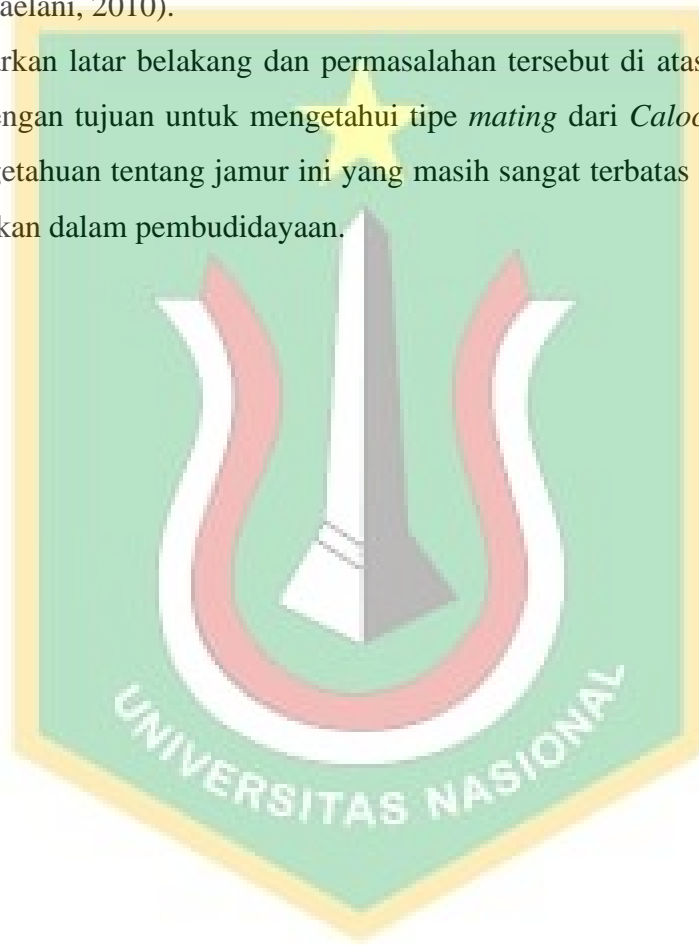 aelani, 2010).
rkan latar belakang dan permasalahan tersebut di atas
engan tujuan untuk mengetahui tipe mating dari Caloc
getahuan tentang jamur ini yang masih sangat terbatas
kan dalam pembudidayaan.
UNIVERSITAS NASIONAL